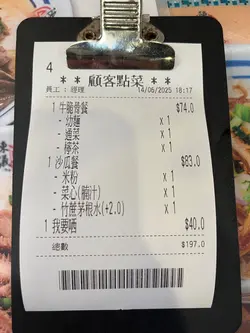 4
** 顧客點菜 **
員工：經理 14/06/2025 18:17
1 牛脆骨餐 $74.0
- 幼麵 x 1
- 通菜 x 1
- 檸茶 x 1
1 沙瓜餐 $83.0
- 米粉 x 1
- 菜心(腩汁) x 1
- 竹蔗茅根水(+2.0) x 1
1 我要晒 $40.0
總數 $197.0